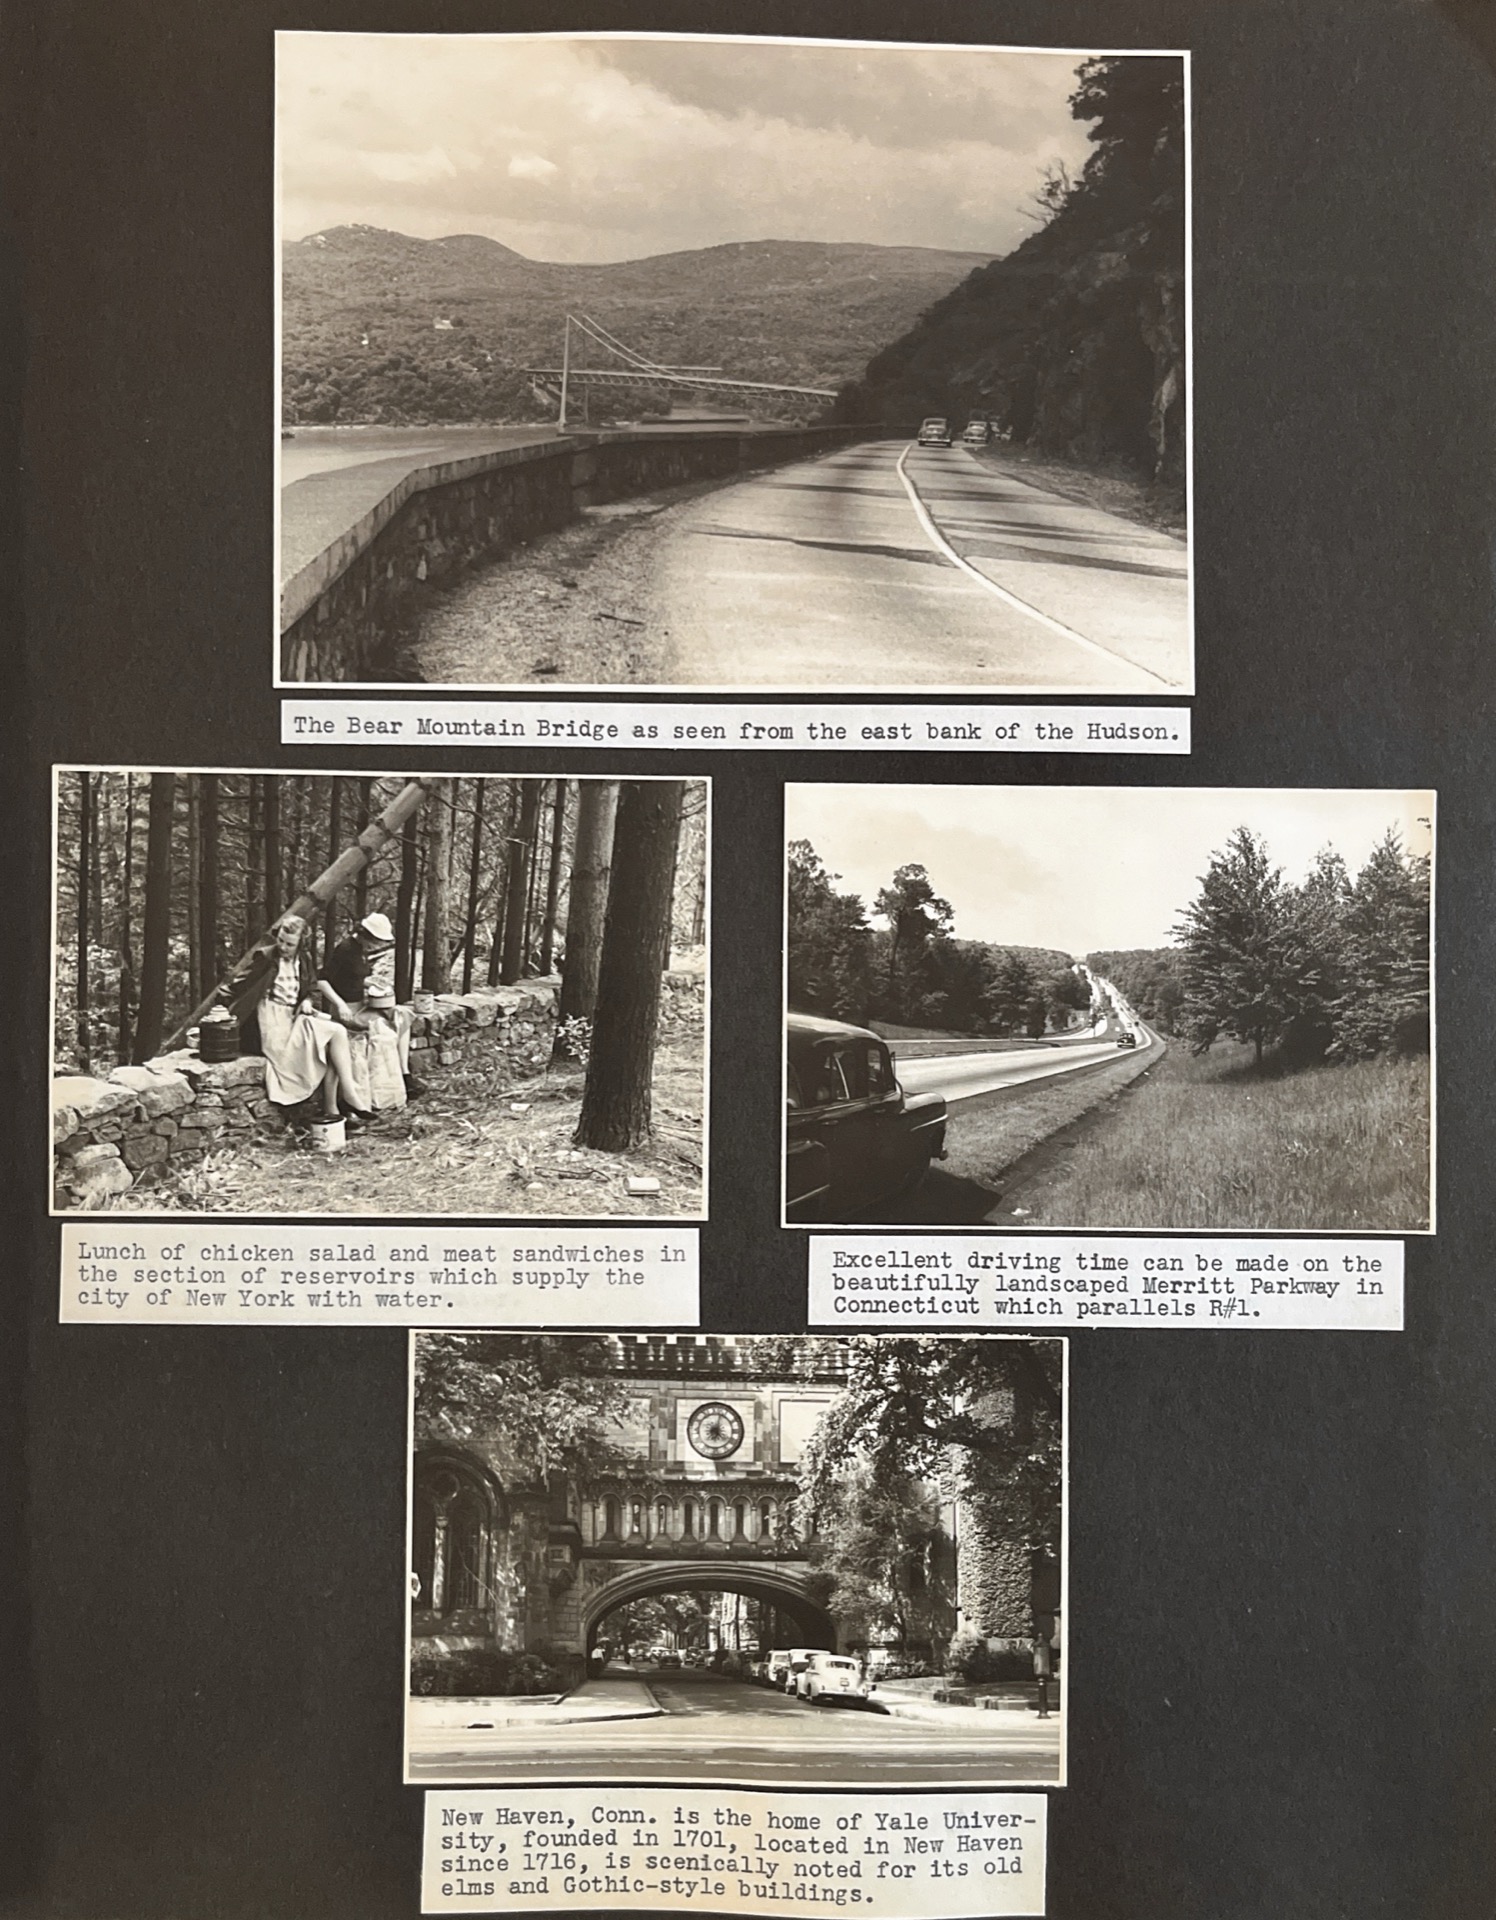 The Bear Mountain Bridge as seen from the east bank of the Hudson.
Lunch of chicken salad and meat sandwiches in
the section of reservoirs which supply the
city of New York with water.
Excellent driving time can be made on the
beautifully landscaped Merritt Parkway in
Connecticut which parallels R#1.
New Haven, Conn. is the home of Yale Univer-
sity, founded in 1701, located in New Haven
since 1716, is scenically noted for its old
elms and Gothic-style buildings.